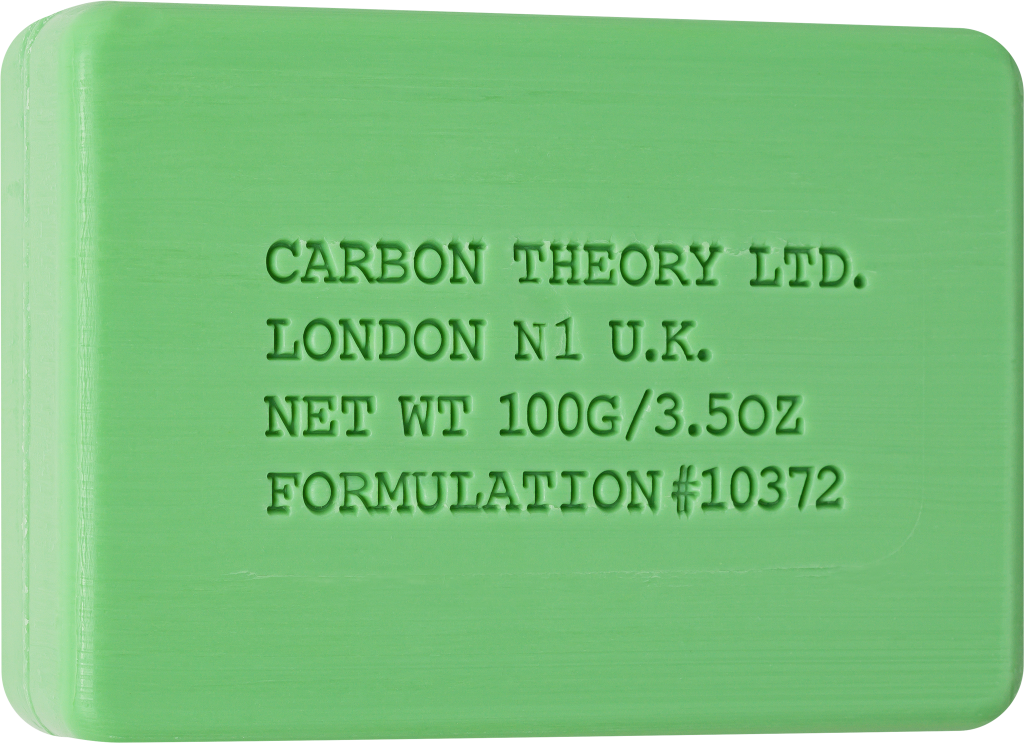 CARBON THEORY LTD.
LONDON N1 U.K.
NET WT 100G/3.5OZ
FORMULATION#10372